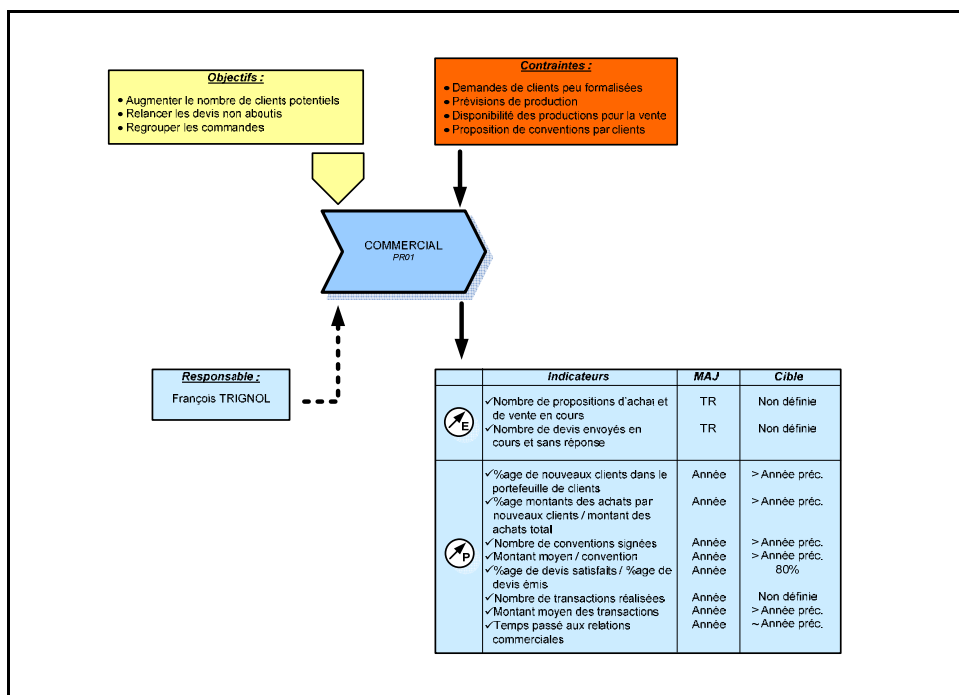 Objectifs :
• Augmenter le nombre de clients potentiels
• Relancer les devis non aboutis
• Regrouper les commandes
Contraintes :
• Demandes de clients peu formalisées
• Prévisions de production
• Disponibilité des productions pour la vente
• Proposition de conventions par clients
COMMERCIAL
PR01
Responsable :
François TRIGNOL
Indicateurs MAJ Cible
E
✓Nombre de propositions d'achat et TR Non définie
de vente en cours
✓Nombre de devis envoyés en TR Non définie
cours et sans réponse
P
✓%age de nouveaux clients dans le Année > Année préc.
portefeuille de clients
✓%age montants des achats par Année > Année préc.
nouveaux clients / montant des
achats total
✓Nombre de conventions signées Année > Année préc.
✓Montant moyen / convention Année > Année préc.
✓%age de devis satisfaits / %age de Année 80%
devis émis
✓Nombre de transactions réalisées Année Non définie
✓Montant moyen des transactions Année > Année préc.
✓Temps passé aux relations Année ~ Année préc.
commerciales